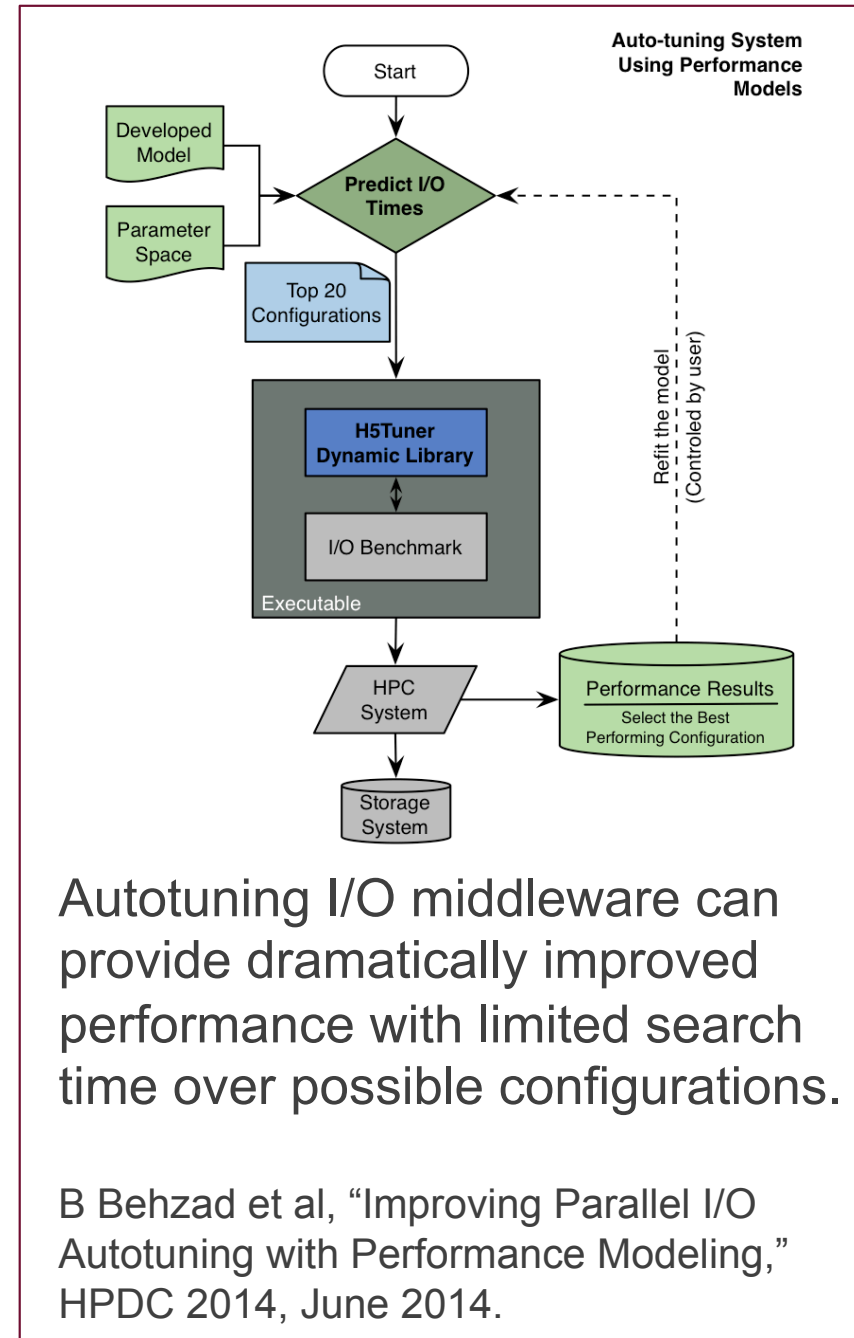 Auto-tuning System
Using Performance
Models
Start
Developed
Model
Predict I/O
Times
Parameter
Space
Top 20
Configurations
H5Tuner
Dynamic Library
I/O Benchmark
Executable
Refit the model
(Controled by user)
HPC
System
Performance Results
Select the Best
Performing Configuration
Storage
System
Autotuning I/O middleware can
provide dramatically improved
performance with limited search
time over possible configurations.
B Behzad et al, “Improving Parallel I/O
Autotuning with Performance Modeling,”
HPDC 2014, June 2014.